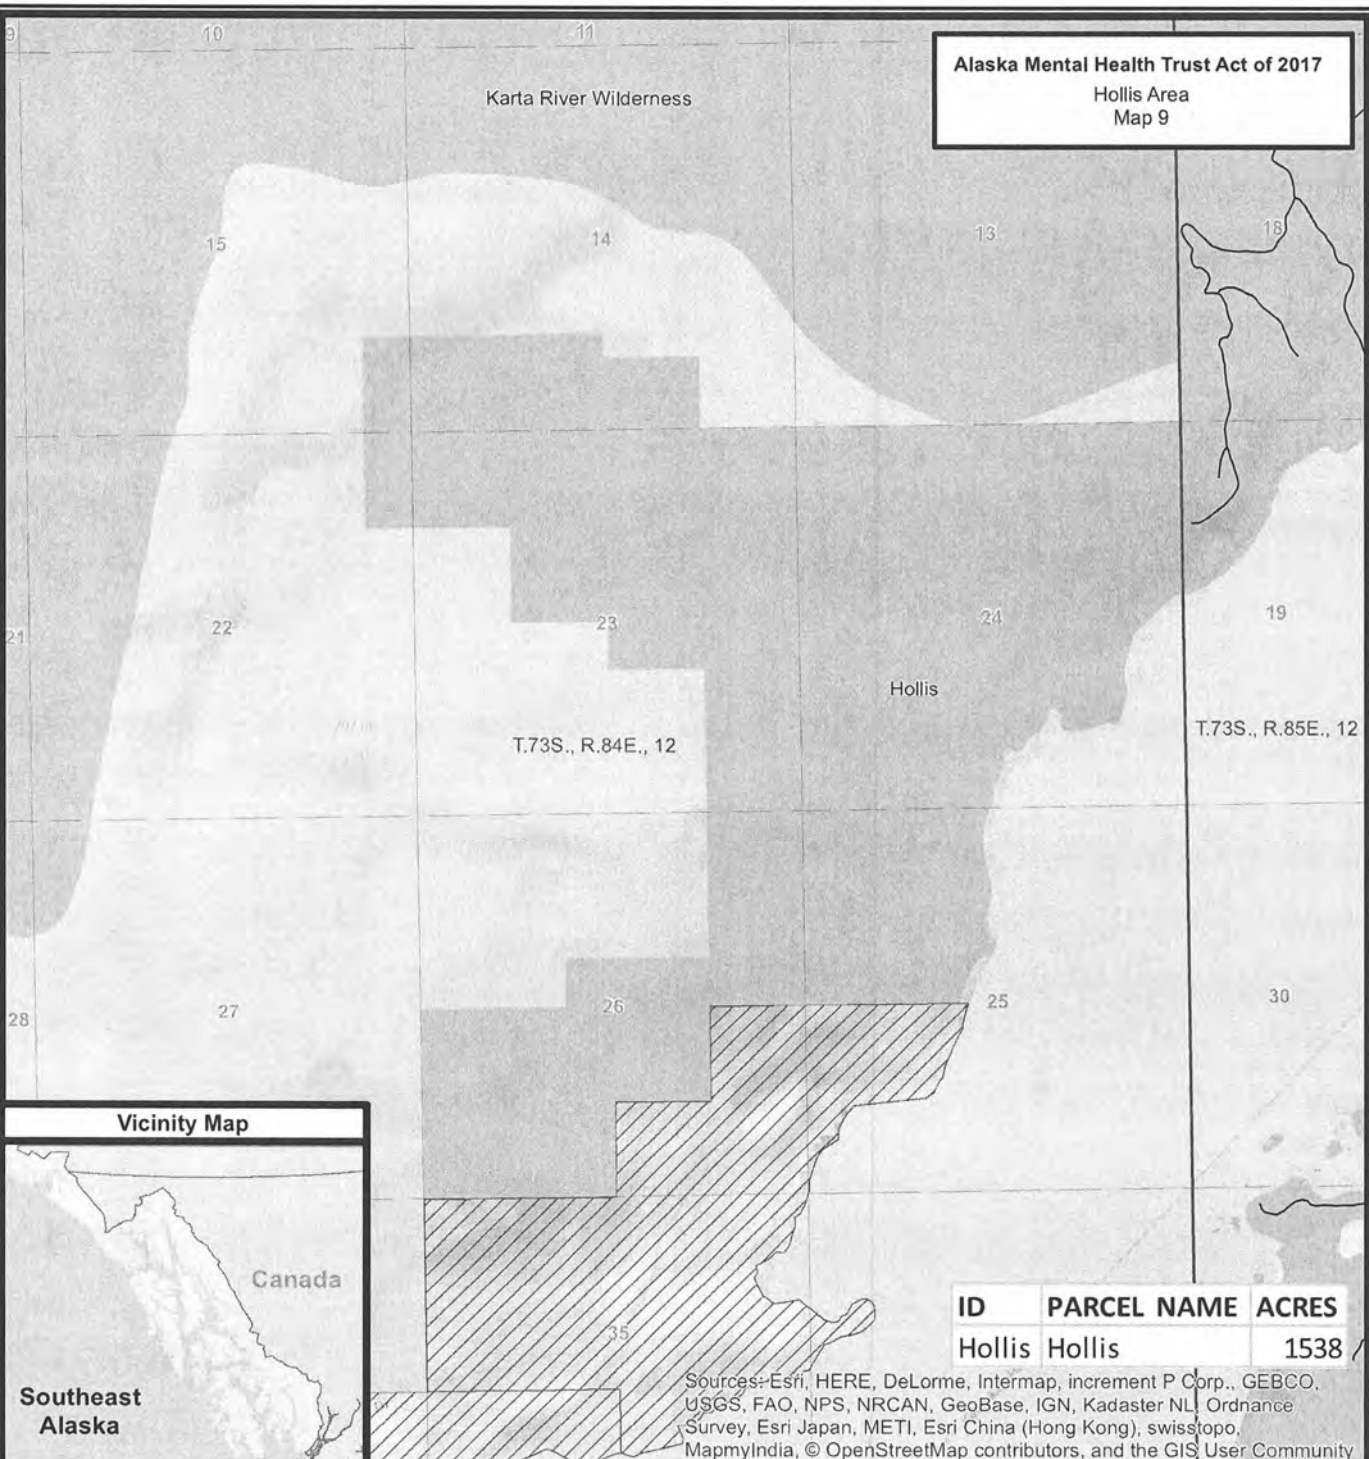 9
10
11
Alaska Mental Health Trust Act of 2017
Hollis Area
Map 9
Karta River Wilderness
15
14
13
18
21
22
23
24
19
Hollis
T.73S., R.84E., 12
T.73S., R.85E., 12
28
27
26
25
30
Vicinity Map
Canada
Southeast
Alaska
35
ID PARCEL NAME ACRES
Hollis Hollis 1538
Sources: Esri, HERE, DeLorme, Intermap, increment P Corp., GEBCO,
USGS, FAO, NPS, NRCAN, GeoBase, IGN, Kadaster NL, Ordnance
Survey, Esri Japan, METI, Esri China (Hong Kong), swisstopo,
MapmyIndia, © OpenStreetMap contributors, and the GIS User Community